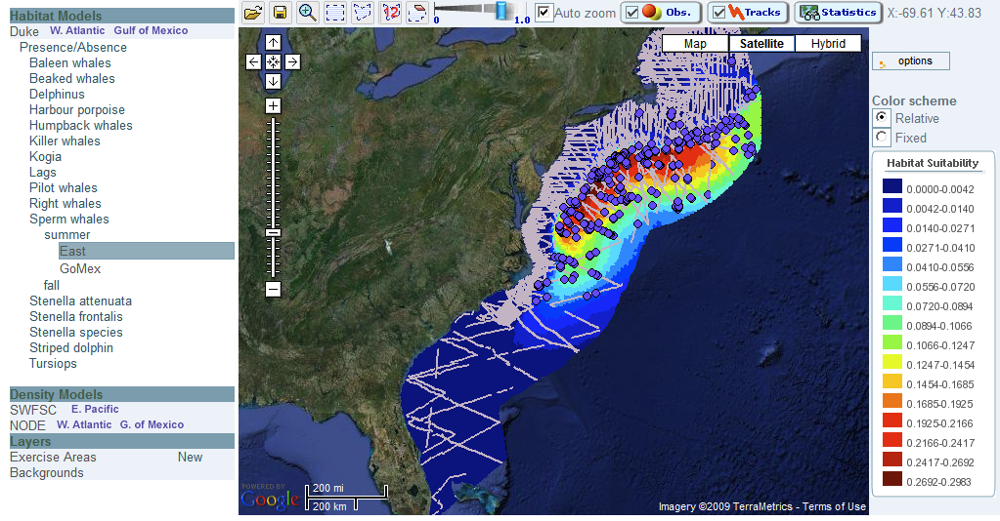 Habitat Models
Duke W. Atlantic Gulf of Mexico
Presence/Absence
Baleen whales
Beaked whales
Delphinus
Harbour porpoise
Humpback whales
Killer whales
Kogia
Lags
Pilot whales
Right whales
Sperm whales
summer
East
GoMex
fall
Stenella attenuata
Stenella frontalis
Stenella species
Striped dolphin
Tursiops
Density Models
SWFSC E. Pacific
NODE W. Atlantic G. of Mexico
Layers
Exercise Areas New
Backgrounds
0 1.0 Auto zoom Obs. Tracks Statistics X:-69.61 Y:43.83
Map Satellite Hybrid
POWERED BY
Google
200 mi
200 km
Imagery ©2009 TerraMetrics - Terms of Use
options
Color scheme
Relative
Fixed
Habitat Suitability
0.0000-0.0042
0.0042-0.0140
0.0140-0.0271
0.0271-0.0410
0.0410-0.0556
0.0556-0.0720
0.0720-0.0894
0.0894-0.1066
0.1066-0.1247
0.1247-0.1454
0.1454-0.1685
0.1685-0.1925
0.1925-0.2166
0.2166-0.2417
0.2417-0.2692
0.2692-0.2983